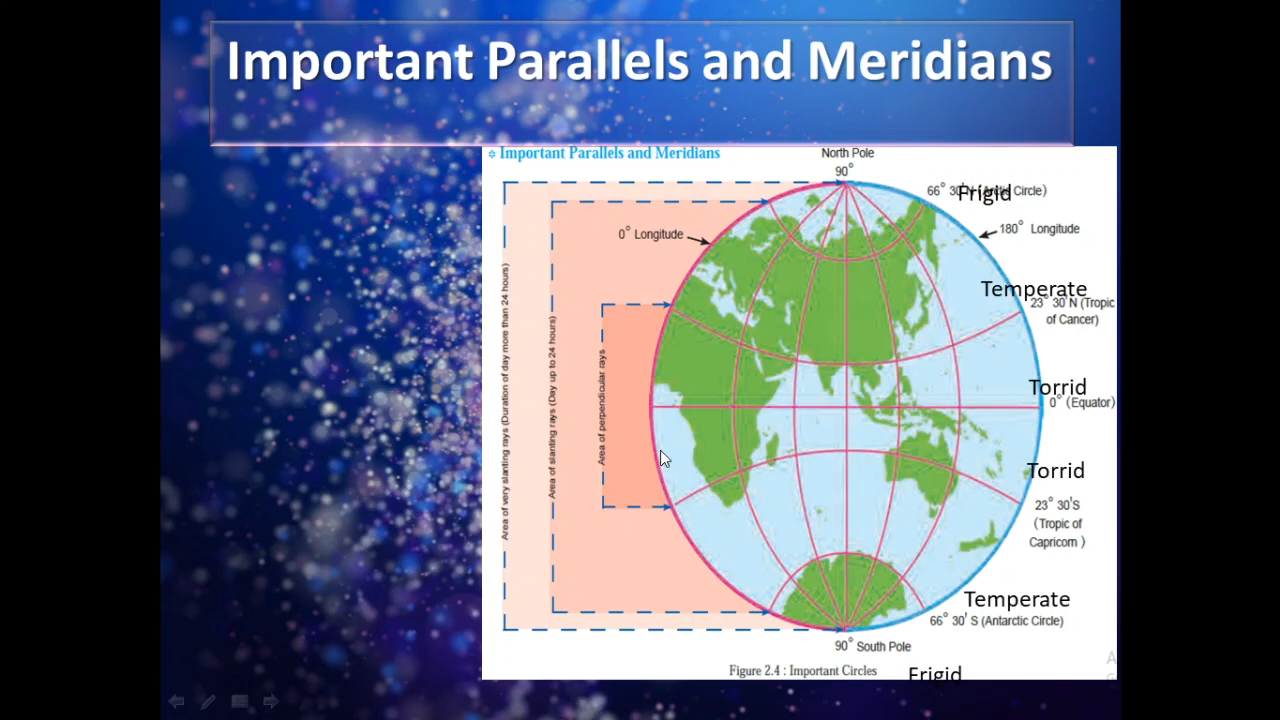 Important Parallels and Meridians
✲ Important Parallels and Meridians
North Pole
90°
66° 30'N (Arctic Circle)
Frigid
0° Longitude
180° Longitude
Temperate
23° 30'N (Tropic
of Cancer)
Torrid
0° (Equator)
Torrid
23° 30'S
(Tropic of
Capricorn )
Temperate
66° 30' S (Antarctic Circle)
90° South Pole
Figure 2.4 : Important Circles
Frigid
Area of very slanting rays (Duration of day more than 24 hours)
Area of slanting rays (Day up to 24 hours)
Area of perpendicular rays